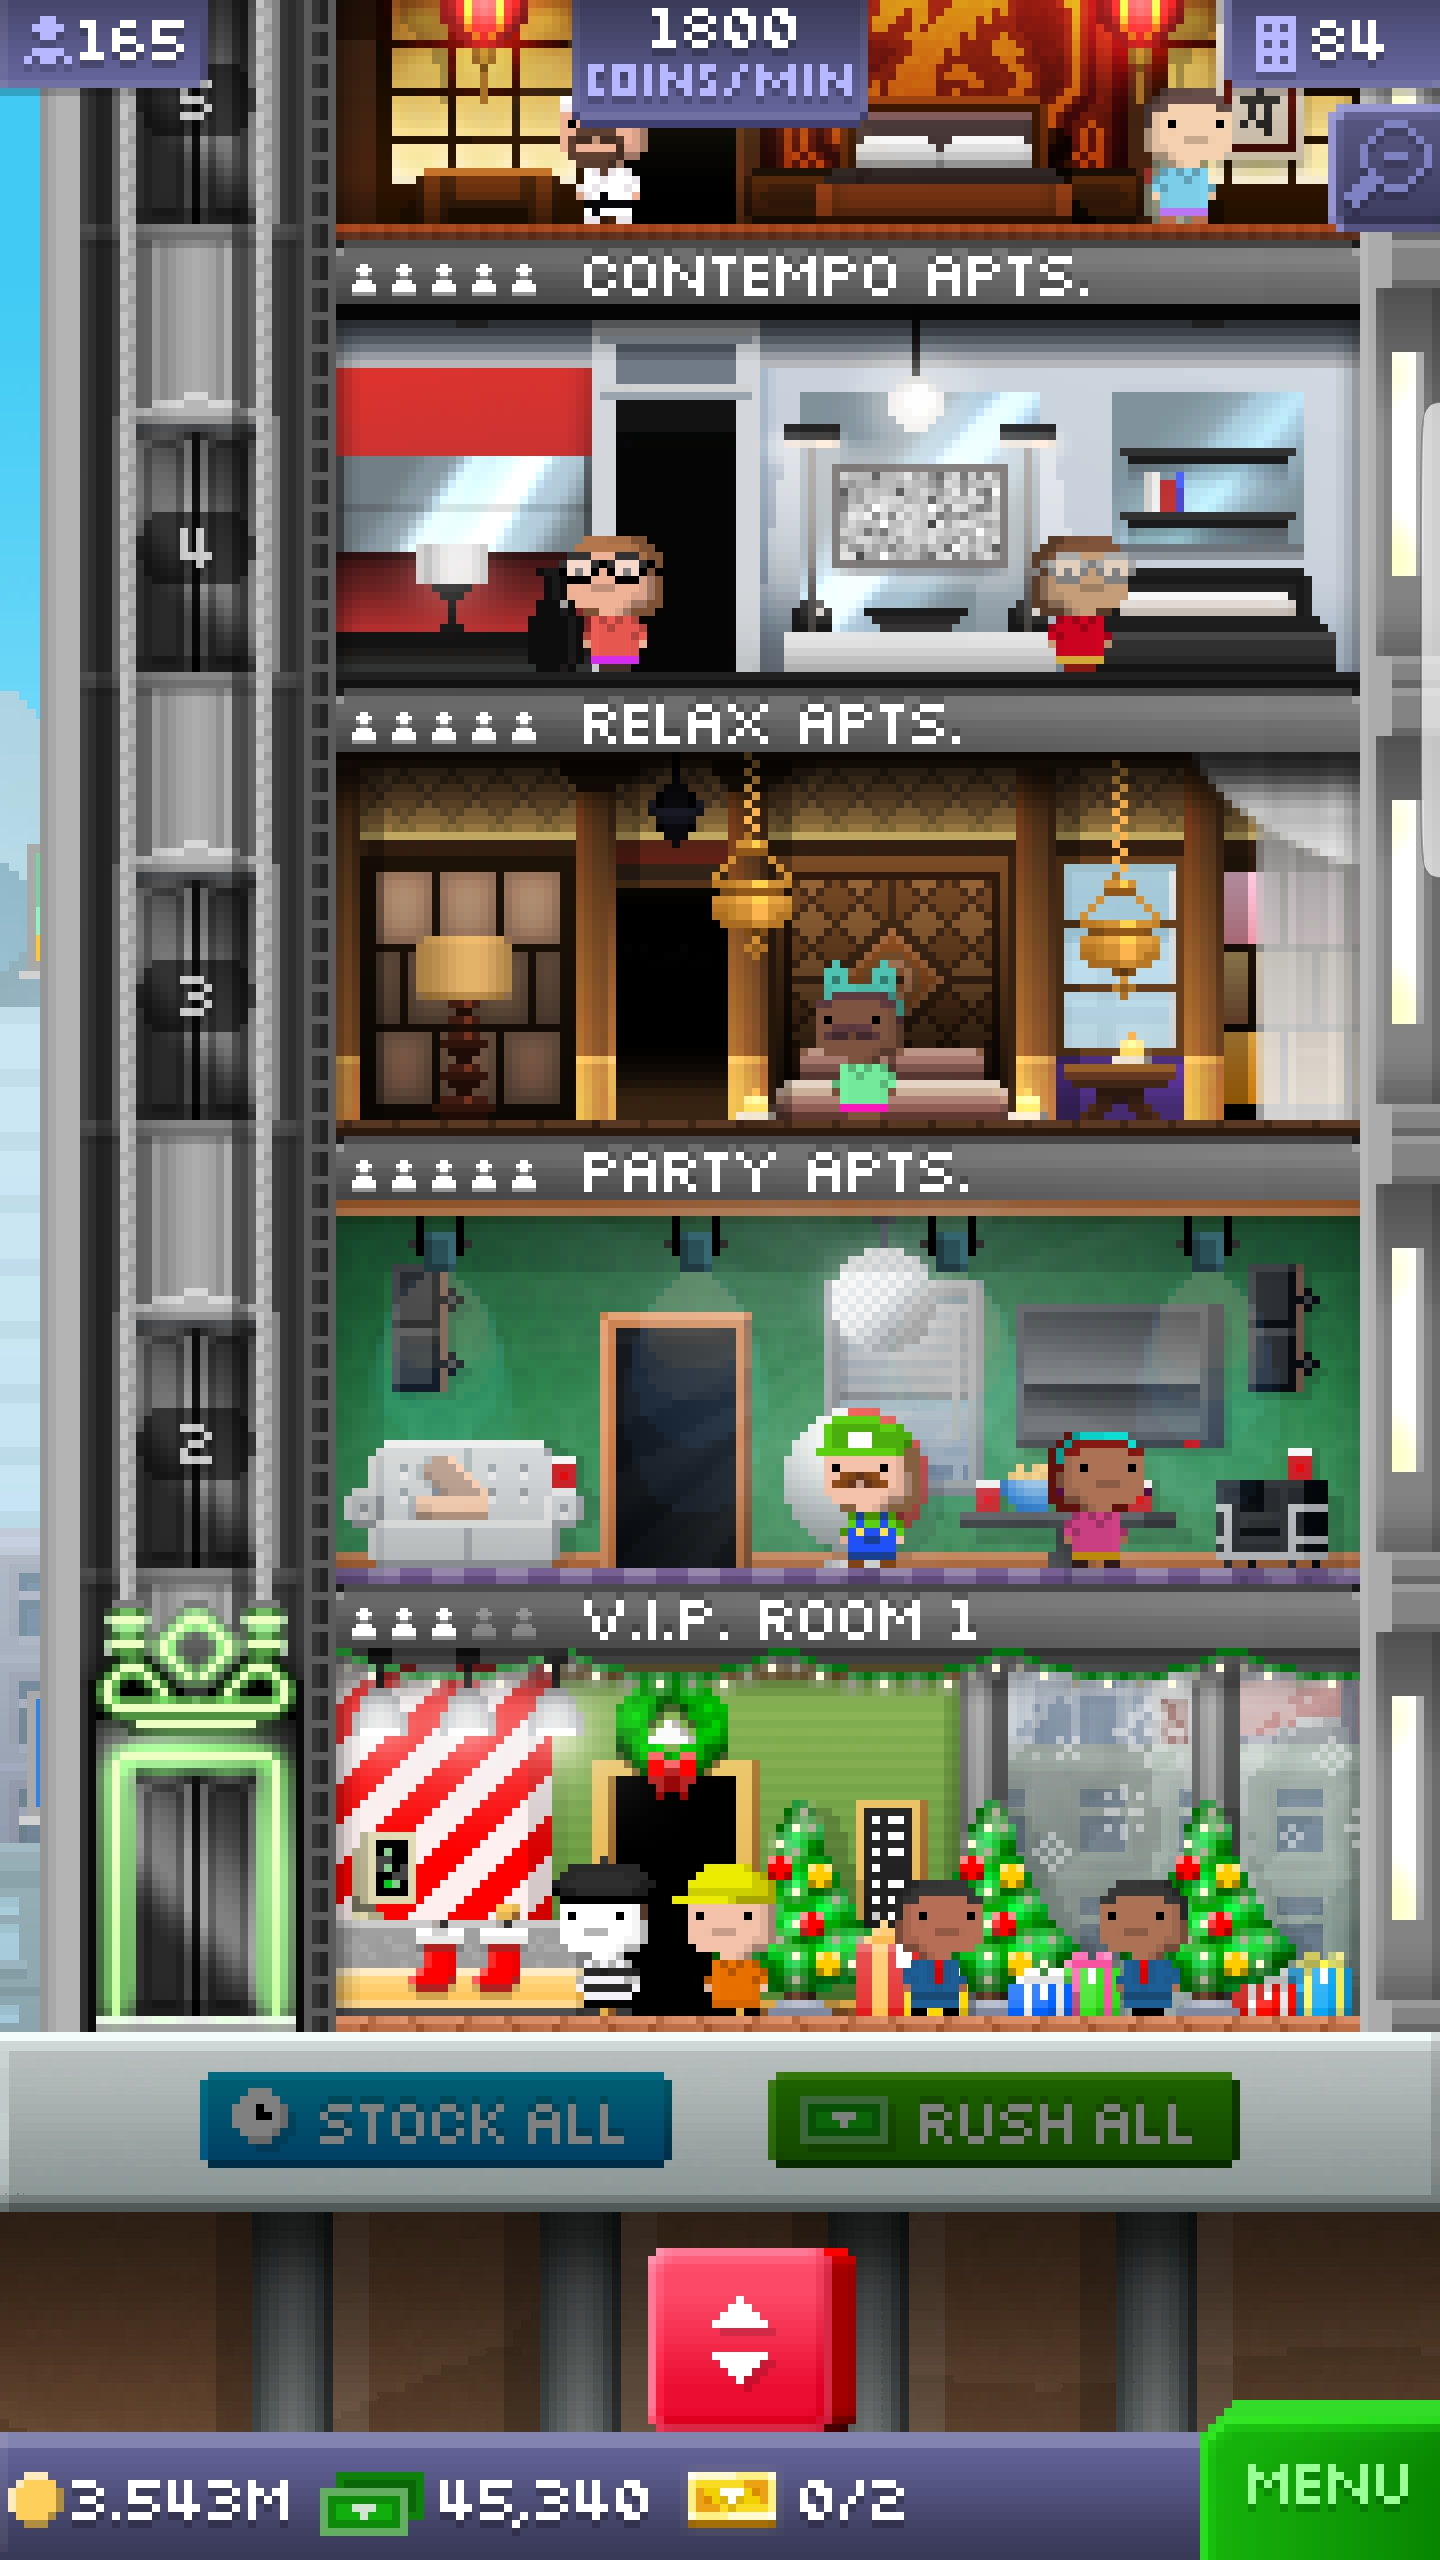 165
1800
COINS/MIN
84
5
CONTEMPO APTS.
4
RELAX APTS.
3
PARTY APTS.
2
V.I.P. ROOM 1
STOCK ALL
RUSH ALL
3.543M
45,340
0/2
MENU